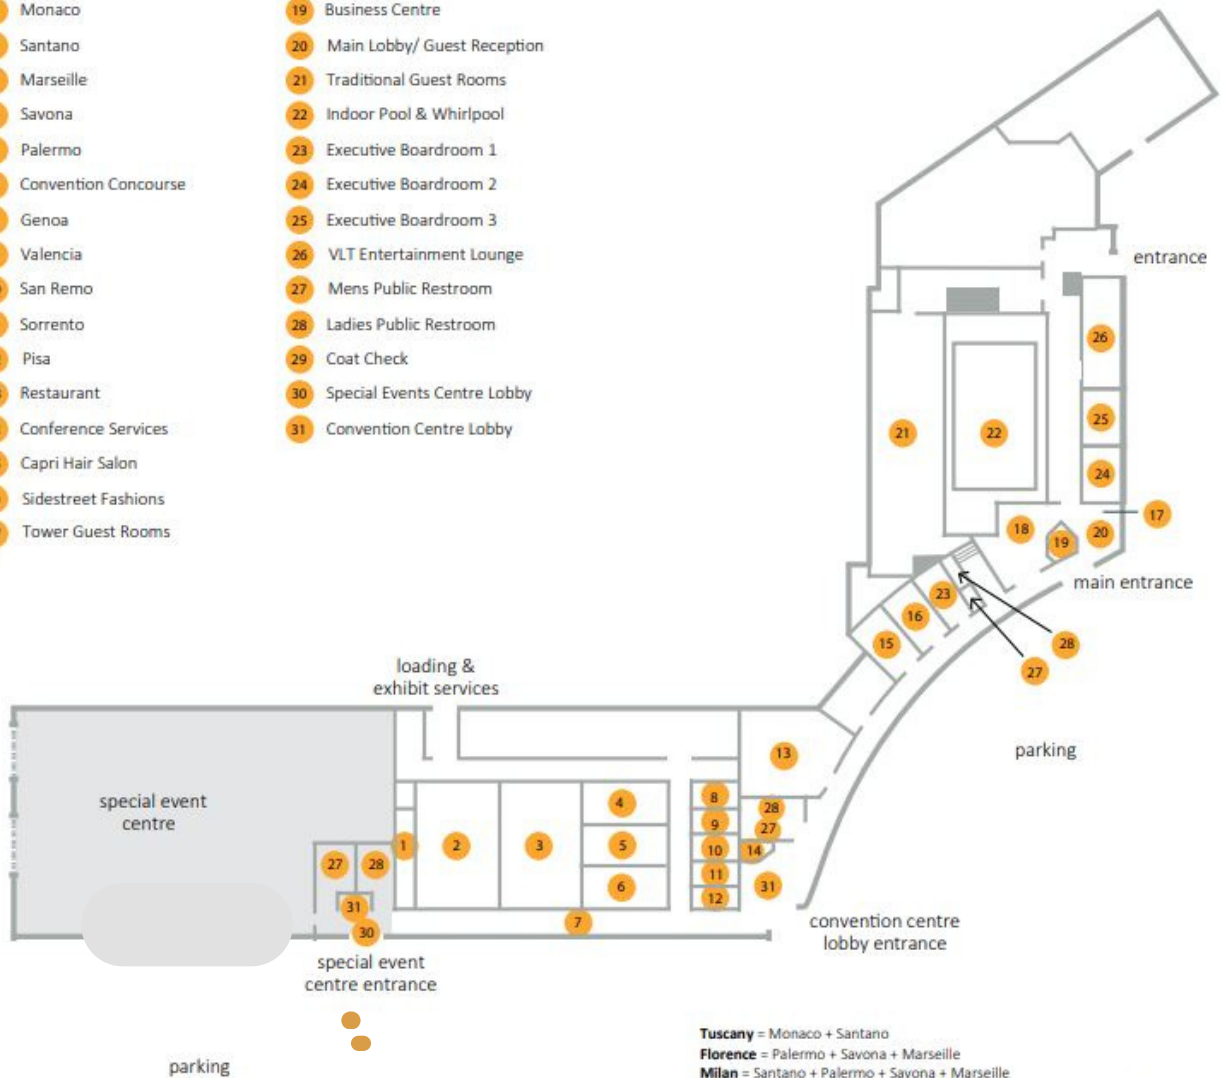 Monaco
Santano
Marseille
Savona
Palermo
Convention Concourse
Genoa
Valencia
San Remo
Sorrento
Pisa
Restaurant
Conference Services
Capri Hair Salon
Sidestreet Fashions
Tower Guest Rooms
19 Business Centre
20 Main Lobby/ Guest Reception
21 Traditional Guest Rooms
22 Indoor Pool & Whirlpool
23 Executive Boardroom 1
24 Executive Boardroom 2
25 Executive Boardroom 3
26 VLT Entertainment Lounge
27 Mens Public Restroom
28 Ladies Public Restroom
29 Coat Check
30 Special Events Centre Lobby
31 Convention Centre Lobby
entrance
26
25
21
22
24
17
18
19
20
main entrance
23
16
15
28
27
loading &
exhibit services
parking
13
special event
centre
4
8
28
9
27
1
2
3
5
10
14
27
28
11
6
31
12
31
7
30
convention centre
lobby entrance
special event
centre entrance
parking
Tuscany = Monaco + Santano
Florence = Palermo + Savona + Marseille
Milan = Santano + Palermo + Savona + Marseille